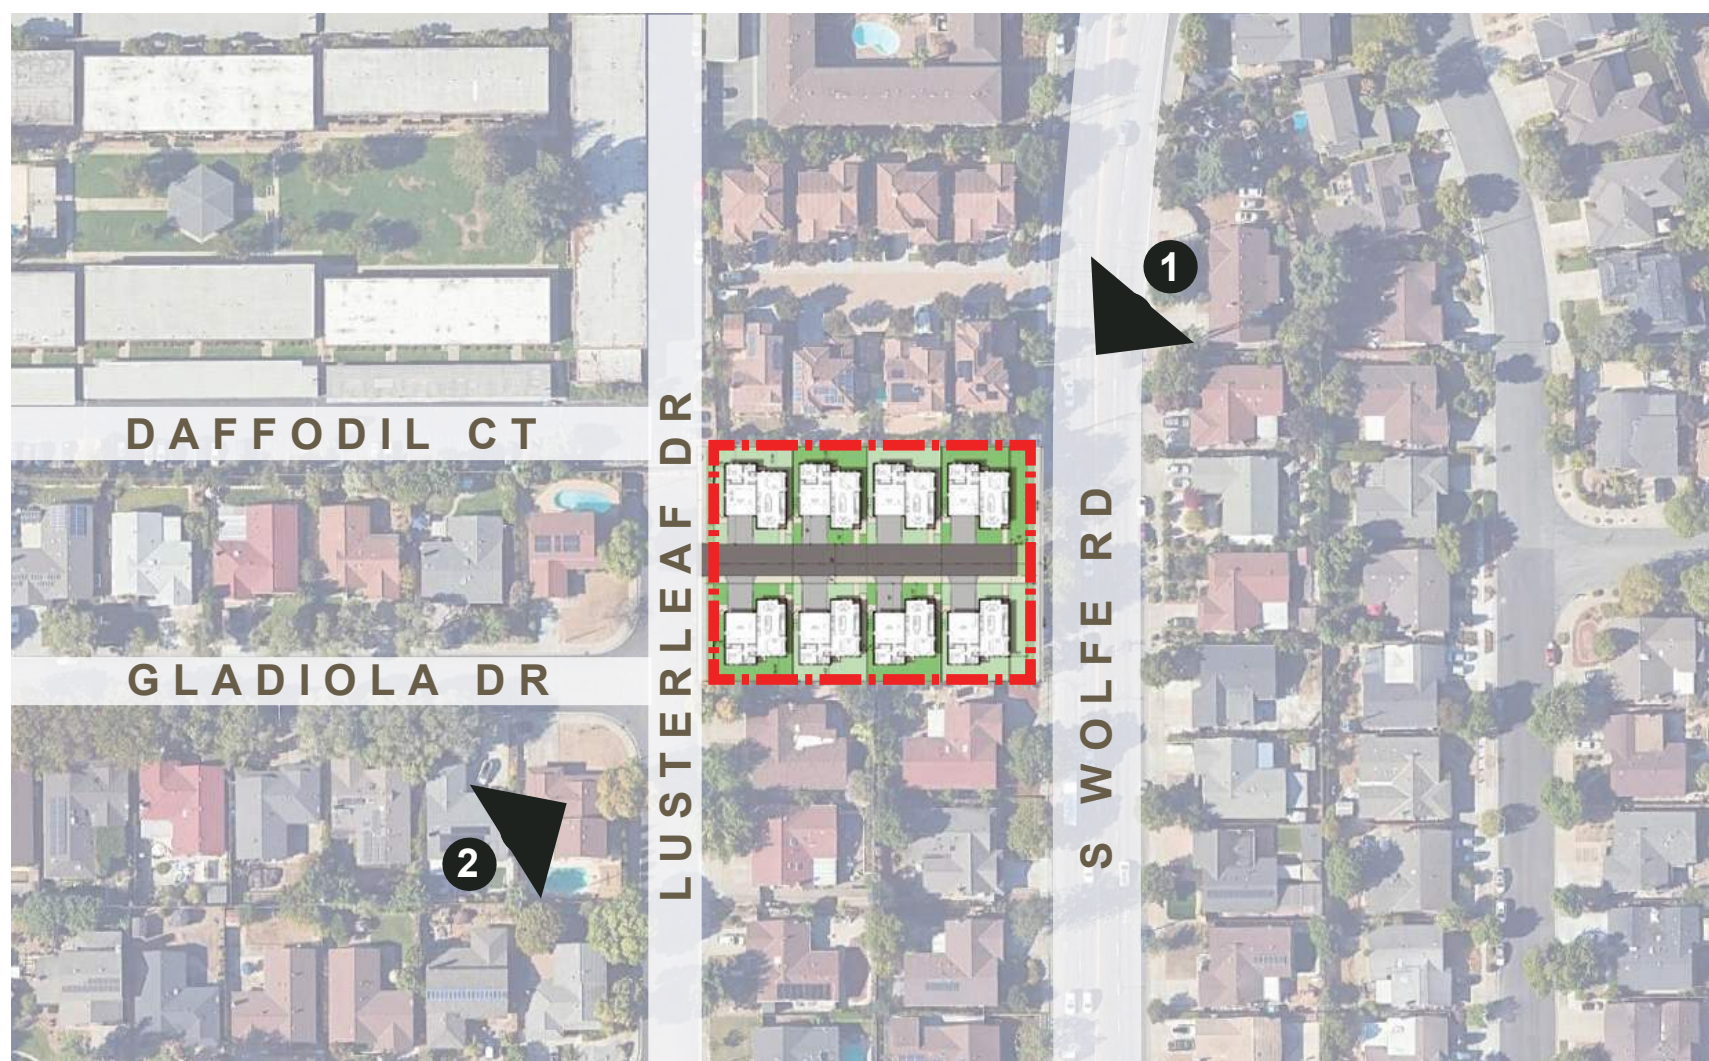 1
DAFFODIL CT
LUSTERLEAF DR
S WOLFE RD
GLADIOLA DR
2